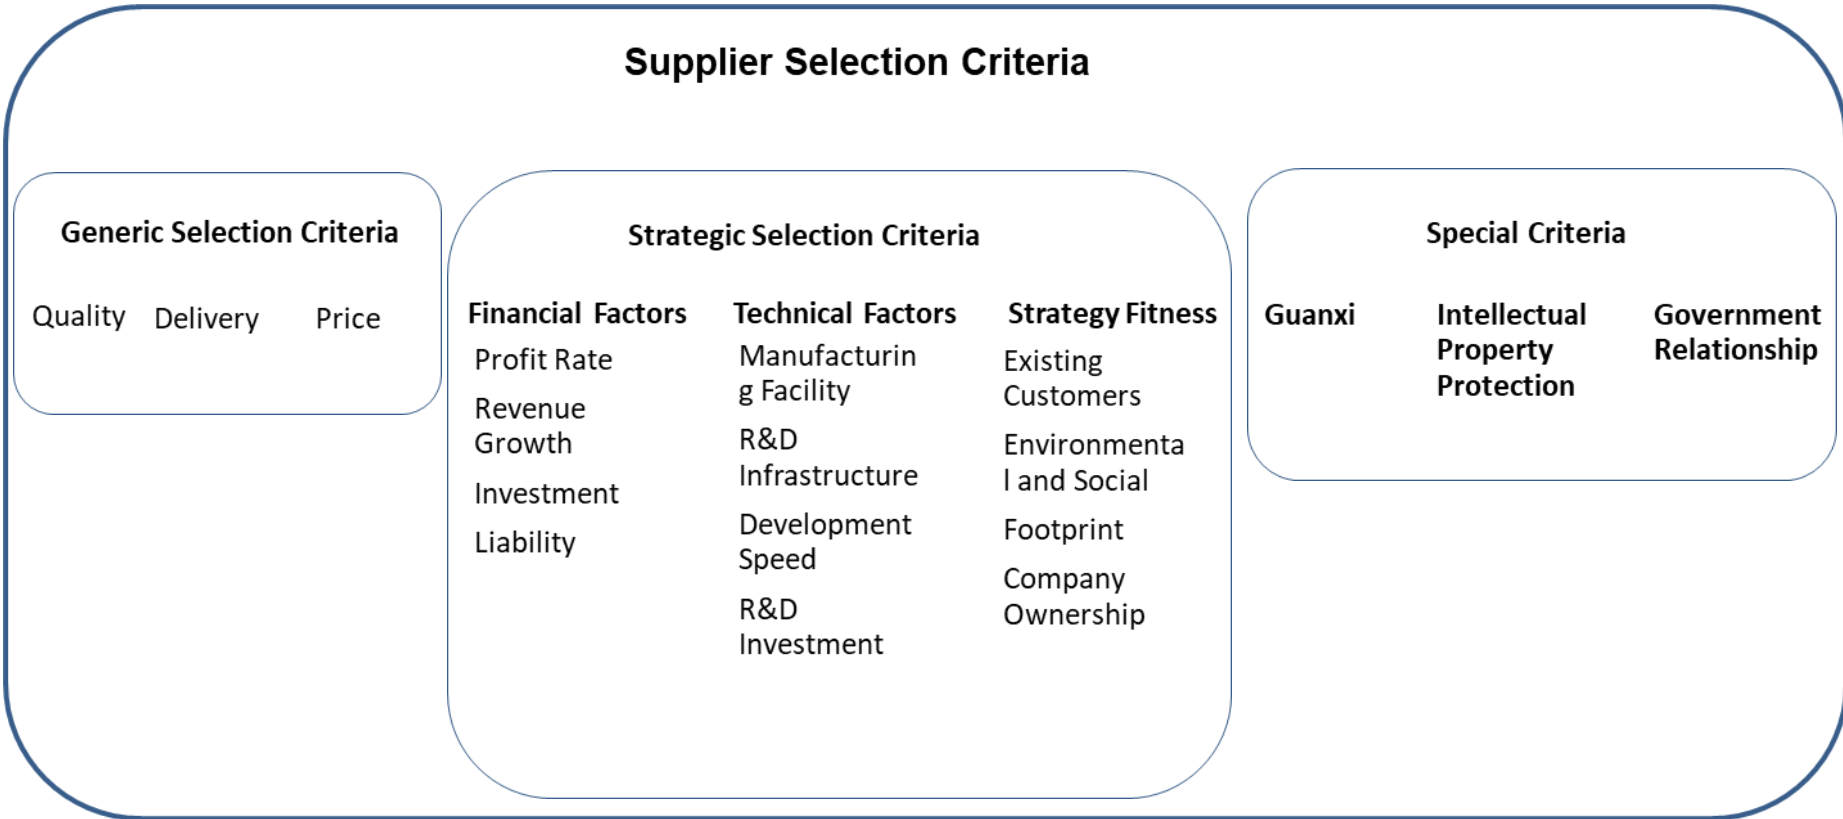 Supplier Selection Criteria
Generic Selection Criteria
Quality
Delivery
Price
Strategic Selection Criteria
Financial Factors
Profit Rate
Revenue
Growth
Investment
Liability
Technical Factors
Manufacturin
g Facility
R&D
Infrastructure
Development
Speed
R&D
Investment
Strategy Fitness
Existing
Customers
Environmenta
l and Social
Footprint
Company
Ownership
Special Criteria
Guanxi
Intellectual
Property
Protection
Government
Relationship